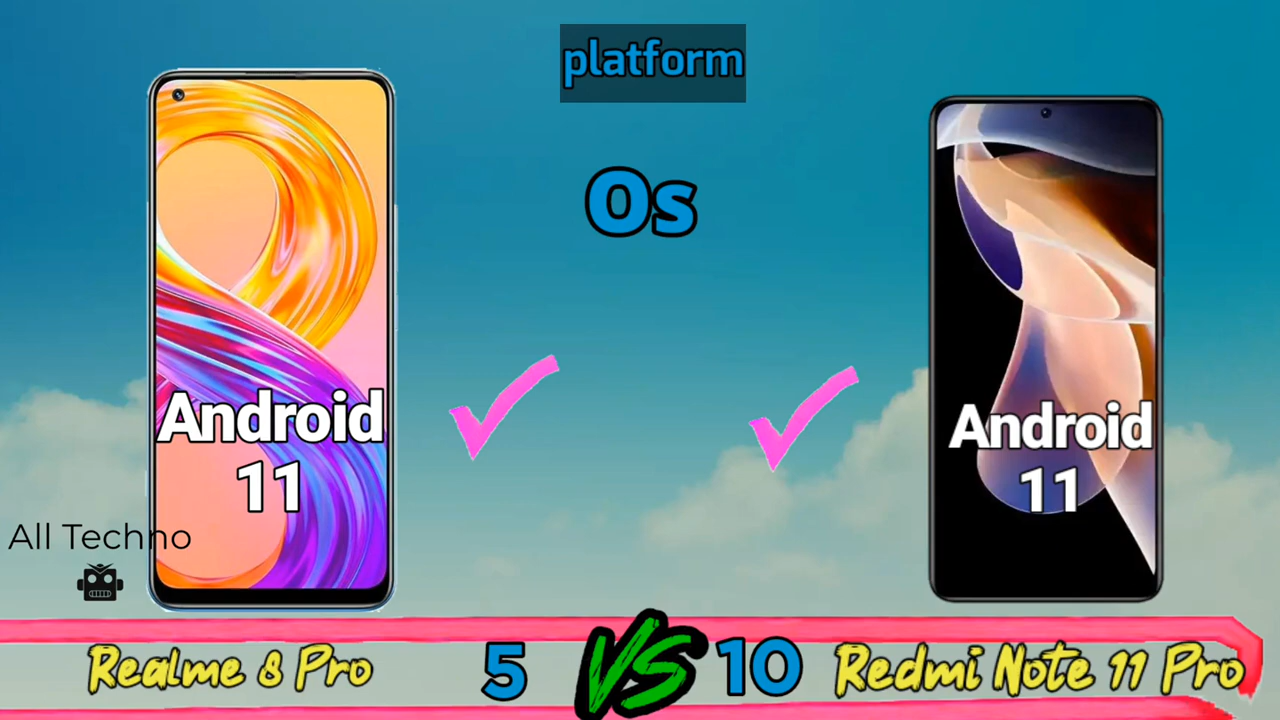 platform
Os
Android
11
Android
11
All Techno
Realme 8 Pro
5
VS
10
Redmi Note 11 Pro